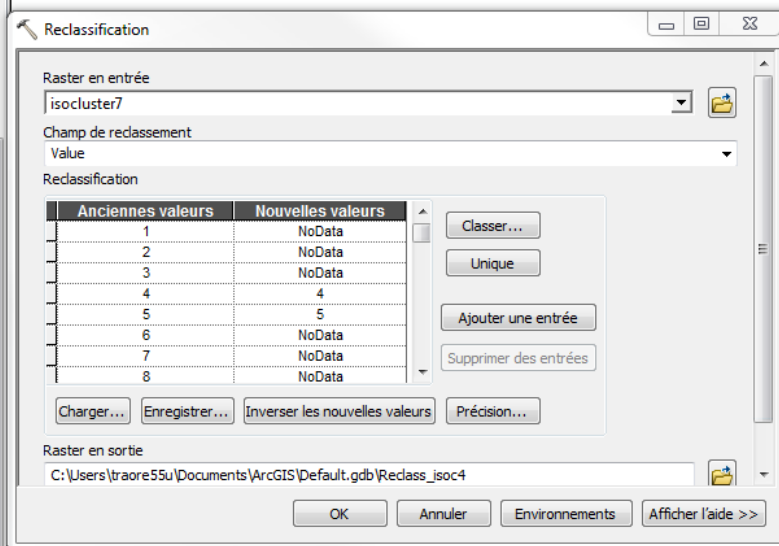 Reclassification
Raster en entrée
isocluster7
Champ de reclassement
Value
Reclassification
Anciennes valeurs Nouvelles valeurs
1 NoData
2 NoData
3 NoData
4 4
5 5
6 NoData
7 NoData
8 NoData
Classer...
Unique
Ajouter une entrée
Supprimer des entrées
Charger... Enregistrer... Inverser les nouvelles valeurs Précision...
Raster en sortie
C:\Users\traore55u\Documents\ArcGIS\Default.gdb\Reclass_isoc4
OK Annuler Environnements Afficher l'aide >>